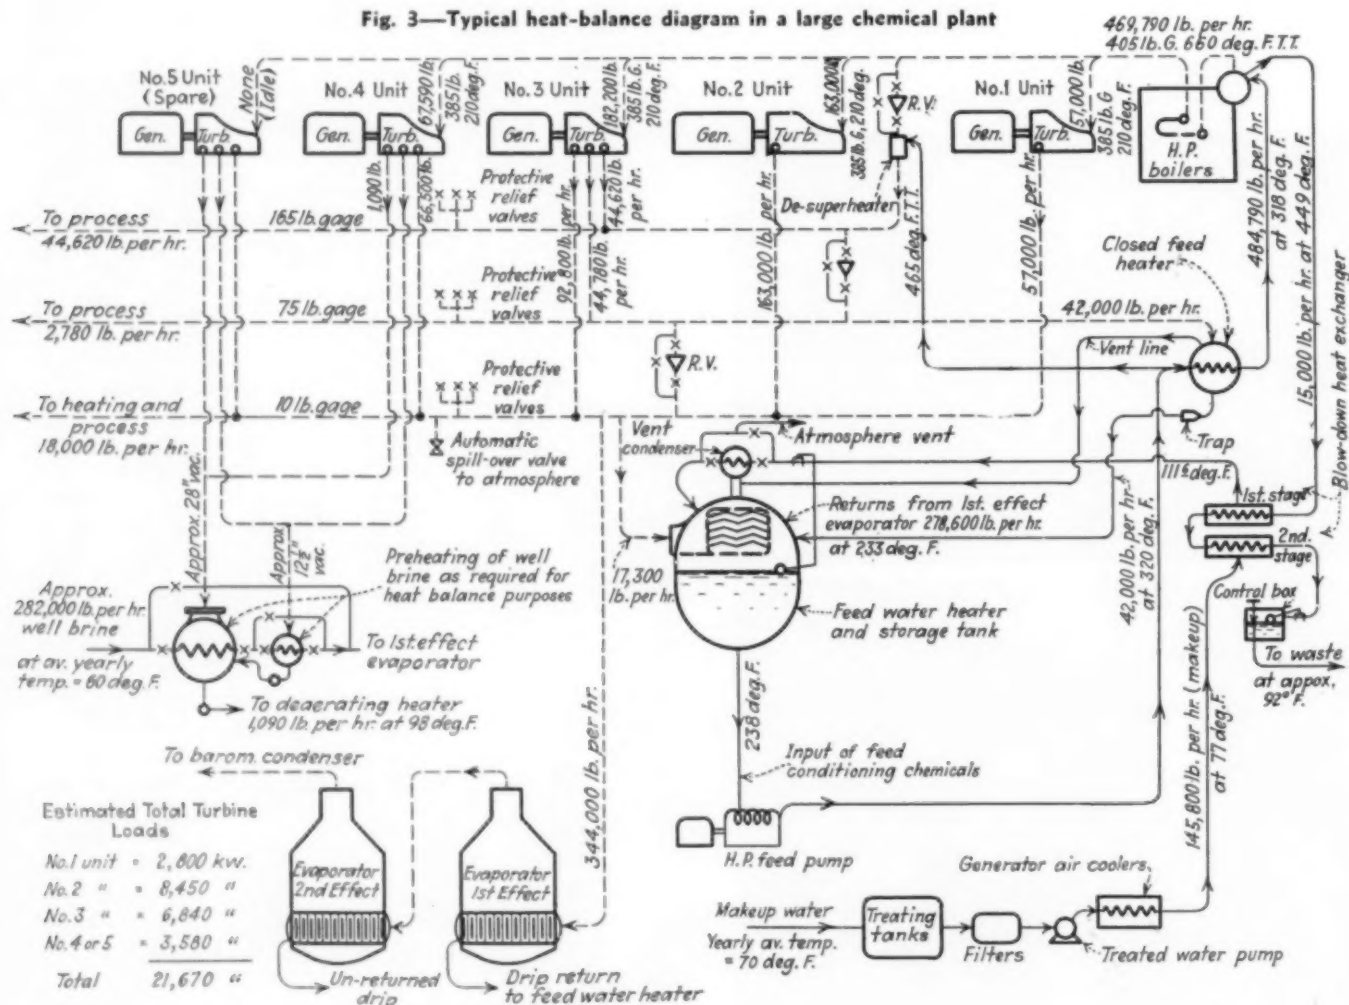 Fig. 3—Typical heat-balance diagram in a large chemical plant
469,790 lb. per hr.
405 lb. G. 650 deg. F. T.T.
No.5 Unit
(Spare)
None
(Idle)
Gen.
Turb.
No.4 Unit
67,590 lb.
385 lb.
210 deg. F.
Gen.
Turb.
No.3 Unit
182,200 lb.
385 lb. G.
210 deg. F.
Gen.
Turb.
No.2 Unit
163,000 lb.
385 lb. G, 210 deg.
Gen.
Turb.
R.V.
No.1 Unit
57,000 lb.
385 lb. G
210 deg. F.
Gen.
Turb.
H.P.
boilers
1,090 lb.
66,500 lb.
Protective
relief
valves
92,800 lb. per hr.
44,780 lb. per hr.
44,620 lb. per hr.
163,000 lb. per hr.
De-superheater
465 deg. F.T.T.
57,000 lb. per hr.
484,790 lb. per hr.
at 318 deg. F.
15,000 lb. per hr. at 449 deg. F.
Blow-down heat exchanger
To process
44,620 lb. per hr.
165 lb. gage
Closed feed
heater
To process
2,780 lb. per hr.
75 lb. gage
Protective
relief
valves
42,000 lb. per hr.
Vent line
R.V.
To heating and
process
18,000 lb. per hr.
10 lb. gage
Protective
relief
valves
Automatic
spill-over valve
to atmosphere
Vent
condenser
Atmosphere vent
Trap
111 deg. F.
1st. stage
2nd.
stage
Returns from 1st. effect
evaporator 278,600 lb. per hr.
at 233 deg. F.
42,000 lb. per hr.
at 320 deg. F.
Approx. 28" vac.
Approx
12½"
vac.
Preheating of well
brine as required for
heat balance purposes
17,300
lb. per hr.
Feed water heater
and storage tank
Control box
To waste
at appox.
92° F.
Approx.
282,000 lb. per hr.
well brine
at av. yearly
temp. = 60 deg. F.
To 1st. effect
evaporator
To deaerating heater
1,090 lb. per hr. at 98 deg. F.
238 deg. F.
344,000 lb. per hr.
145,800 lb. per hr. (makeup)
at 77 deg. F.
To barom. condenser
Input of feed
conditioning chemicals
H.P. feed pump
Estimated Total Turbine
Loads
No.1 unit = 2,800 kw.
No.2 " = 8,450 "
No.3 " = 6,840 "
No.4 or 5 = 3,580 "
Total 21,670 "
Evaporator
2nd Effect
Evaporator
1st Effect
Un-returned
drip
Drip return
to feed water heater
Generator air coolers
Makeup water
Yearly av. temp.
= 70 deg. F.
Treating
tanks
Filters
Treated water pump